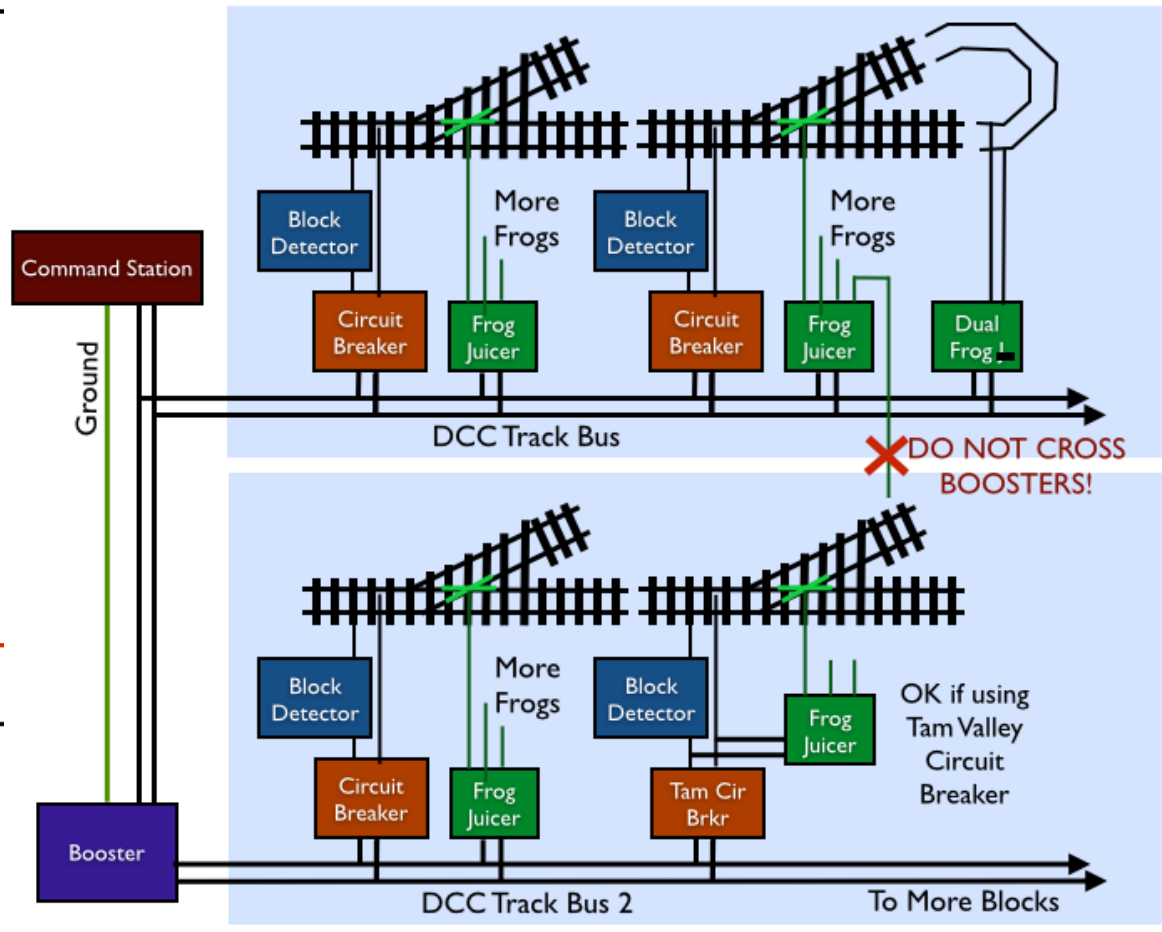 More
Frogs
More
Frogs
Block
Detector
Block
Detector
Command Station
Circuit
Breaker
Frog
Juicer
Circuit
Breaker
Frog
Juicer
Dual
Frog J
Ground
DCC Track Bus
DO NOT CROSS
BOOSTERS!
More
Frogs
Block
Detector
Block
Detector
OK if using
Tam Valley
Circuit
Breaker
Frog
Juicer
Circuit
Breaker
Frog
Juicer
Tam Cir
Brkr
Booster
DCC Track Bus 2
To More Blocks